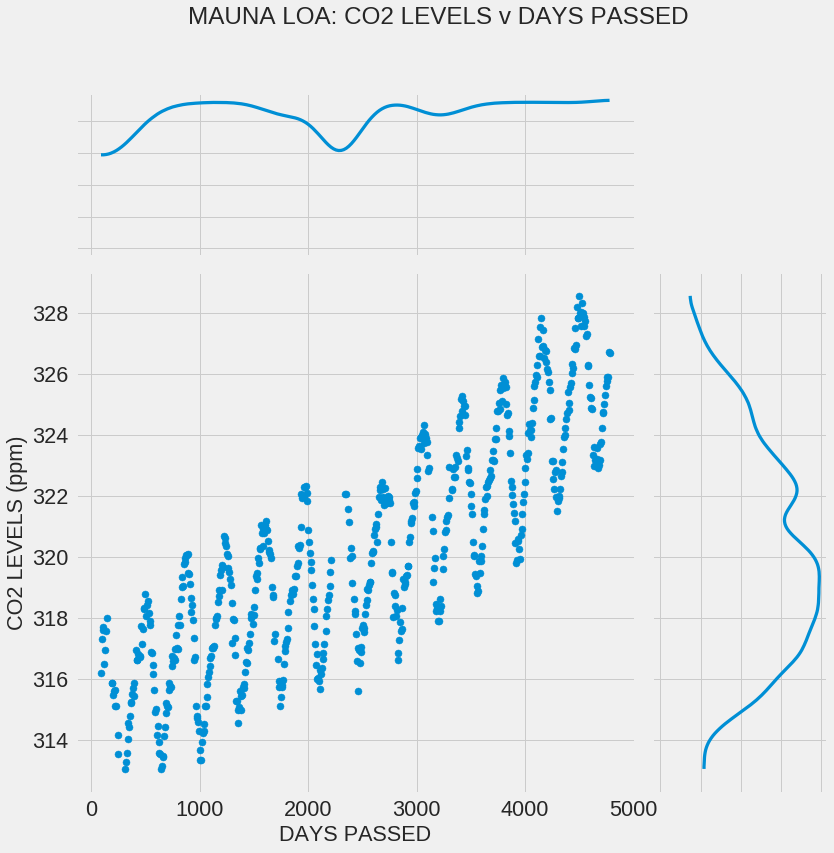 MAUNA LOA: CO2 LEVELS v DAYS PASSED
328
326
324
322
320
318
316
314
CO2 LEVELS (ppm)
0 1000 2000 3000 4000 5000
DAYS PASSED